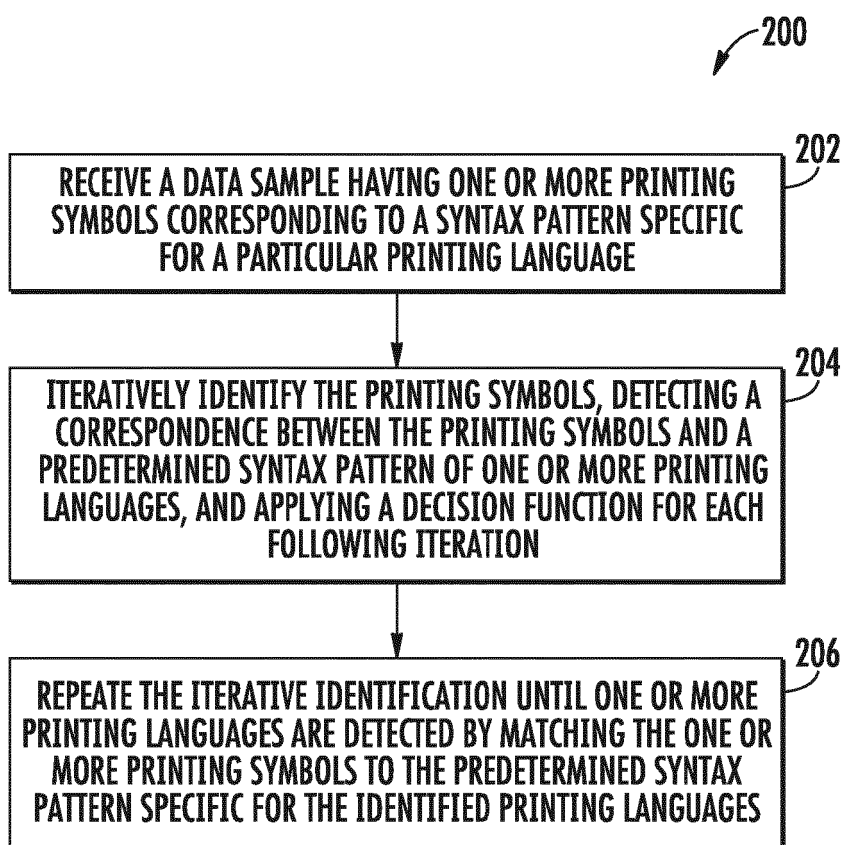 200
202
RECEIVE A DATA SAMPLE HAVING ONE OR MORE PRINTING
SYMBOLS CORRESPONDING TO A SYNTAX PATTERN SPECIFIC
FOR A PARTICULAR PRINTING LANGUAGE
204
ITERATIVELY IDENTIFY THE PRINTING SYMBOLS, DETECTING A
CORRESPONDENCE BETWEEN THE PRINTING SYMBOLS AND A
PREDETERMINED SYNTAX PATTERN OF ONE OR MORE PRINTING
LANGUAGES, AND APPLYING A DECISION FUNCTION FOR EACH
FOLLOWING ITERATION
206
REPEAT THE ITERATIVE IDENTIFICATION UNTIL ONE OR MORE
PRINTING LANGUAGES ARE DETECTED BY MATCHING THE ONE OR
MORE PRINTING SYMBOLS TO THE PREDETERMINED SYNTAX
PATTERN SPECIFIC FOR THE IDENTIFIED PRINTING LANGUAGES